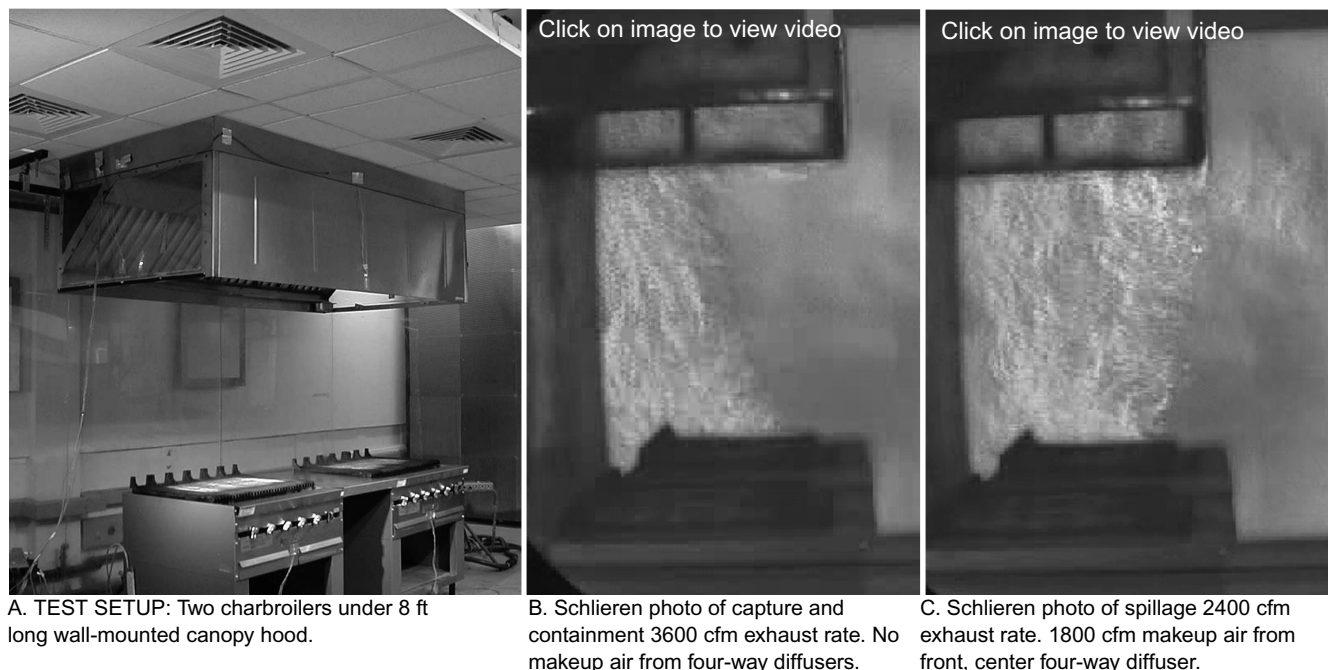 Click on image to view video
Click on image to view video
A. TEST SETUP: Two charbroilers under 8 ft
long wall-mounted canopy hood.
B. Schlieren photo of capture and
containment 3600 cfm exhaust rate. No
makeup air from four-way diffusers.
C. Schlieren photo of spillage 2400 cfm
exhaust rate. 1800 cfm makeup air from
front, center four-way diffuser.